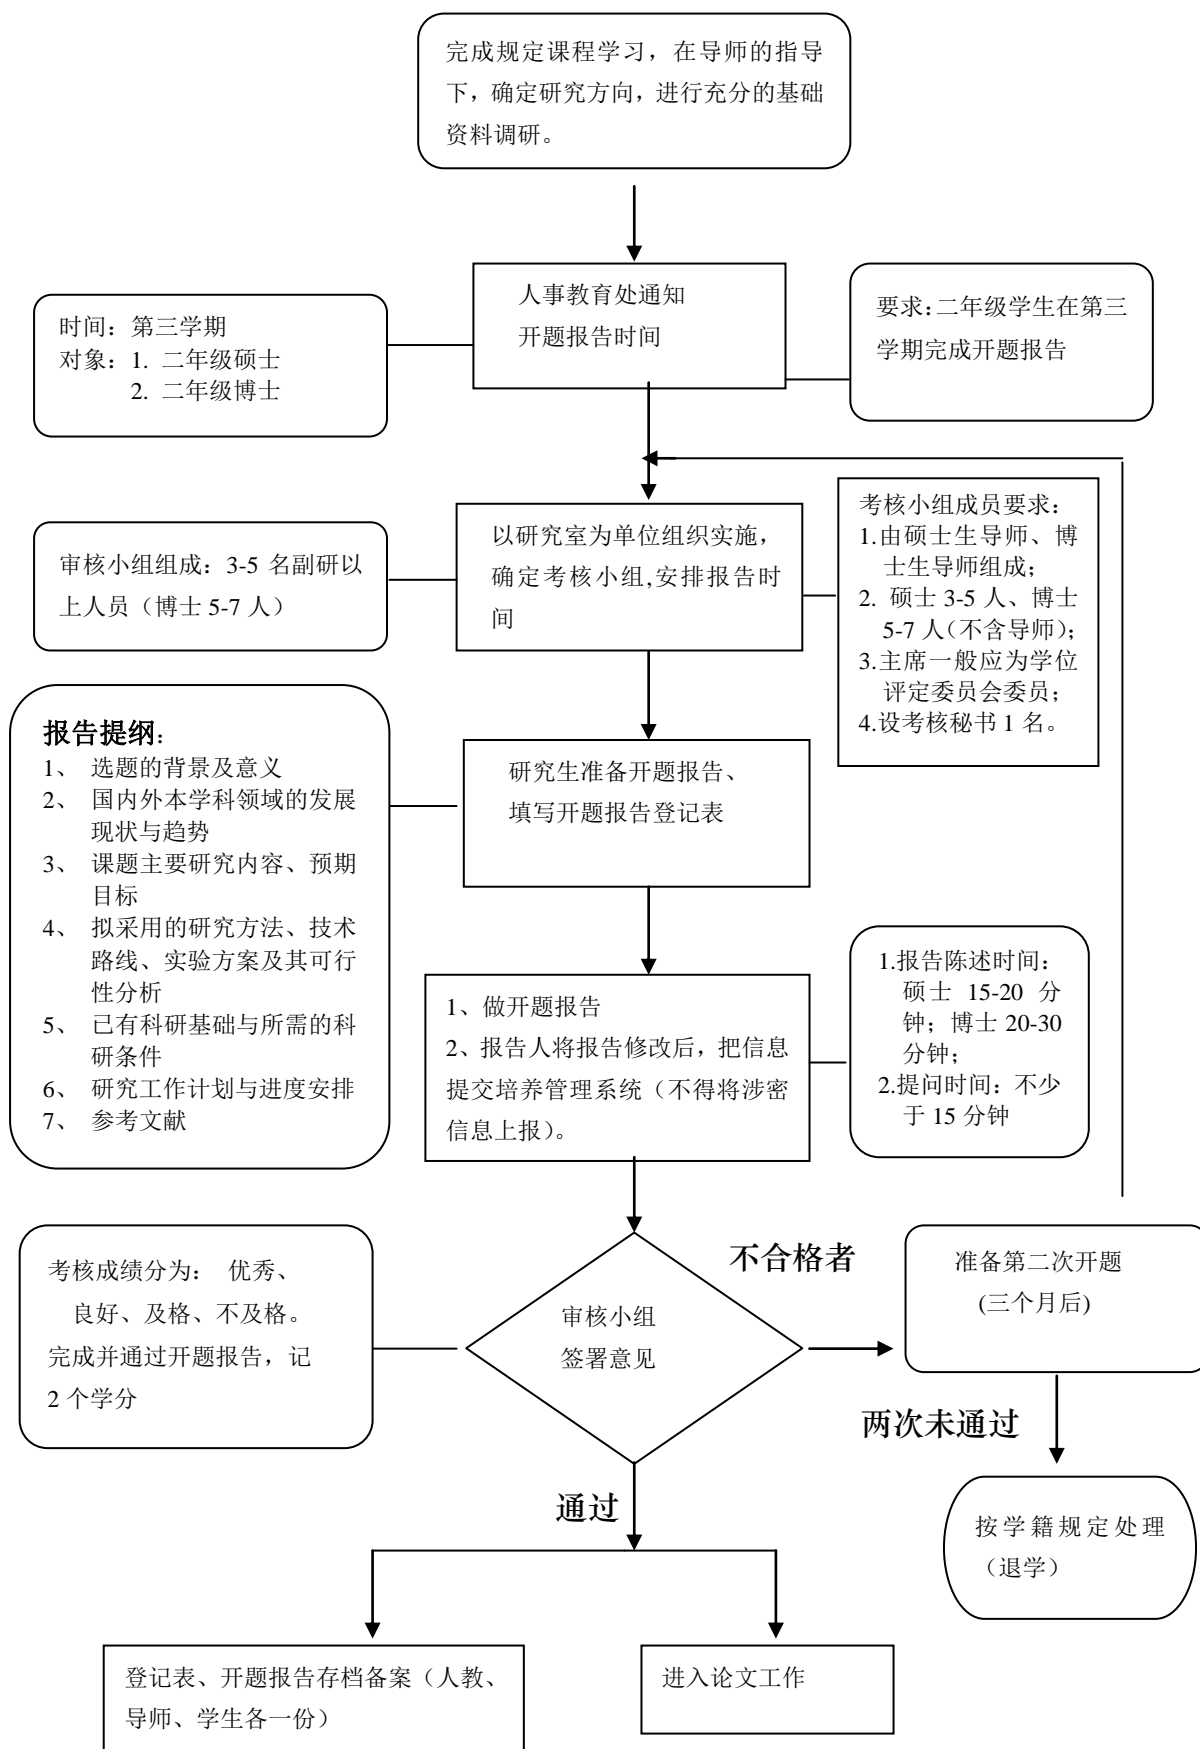 完成规定课程学习，在导师的指导
下，确定研究方向，进行充分的基础
资料调研。
人事教育处通知
开题报告时间
时间：第三学期
对象：1. 二年级硕士
2. 二年级博士
要求：二年级学生在第三
学期完成开题报告
以研究室为单位组织实施，
确定考核小组,安排报告时
间
审核小组组成：3-5 名副研以
上人员（博士 5-7 人）
考核小组成员要求：
1.由硕士生导师、博
士生导师组成；
2. 硕士 3-5 人、博士
5-7 人（不含导师）；
3.主席一般应为学位
评定委员会委员；
4.设考核秘书 1 名。
报告提纲：
1、 选题的背景及意义
2、 国内外本学科领域的发展
现状与趋势
3、 课题主要研究内容、预期
目标
4、 拟采用的研究方法、技术
路线、实验方案及其可行
性分析
5、 已有科研基础与所需的科
研条件
6、 研究工作计划与进度安排
7、 参考文献
研究生准备开题报告、
填写开题报告登记表
1、做开题报告
2、报告人将报告修改后，把信息
提交培养管理系统（不得将涉密
信息上报）。
1.报告陈述时间：
硕士 15-20 分
钟；博士 20-30
分钟；
2.提问时间：不少
于 15 分钟
考核成绩分为： 优秀、
良好、及格、不及格。
完成并通过开题报告，记
2 个学分
审核小组
签署意见
不合格者
准备第二次开题
(三个月后)
两次未通过
按学籍规定处理
（退学）
通过
登记表、开题报告存档备案（人教、
导师、学生各一份）
进入论文工作